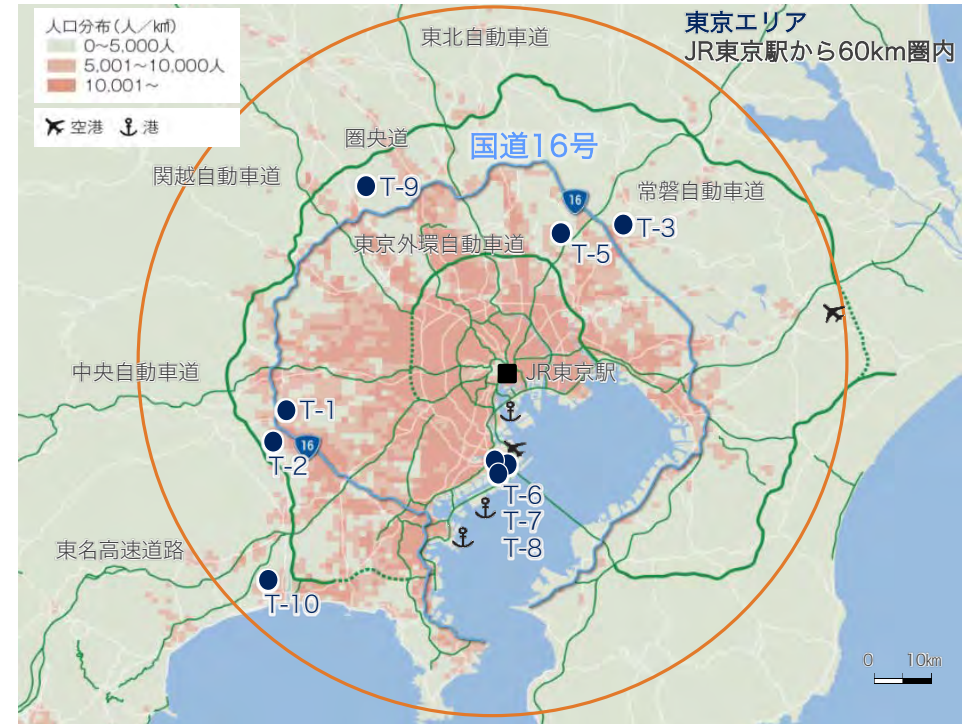 人口分布(人/k㎡)
0〜5,000人
5,001〜10,000人
10,001〜
空港
港
東京エリア
JR東京駅から60km圏内
東北自動車道
圏央道
国道16号
関越自動車道
T-9
16
常磐自動車道
T-3
T-5
東京外環自動車道
中央自動車道
JR東京駅
T-1
16
T-2
T-6
T-7
T-8
東名高速道路
T-10
0 10km